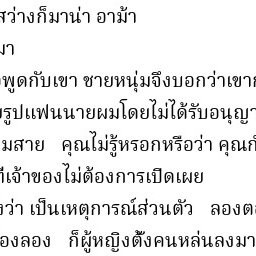 สว่างก็มาน่า อาม้า
มา
พูดกับเขา ชายหนุ่มจึงบอกว่าเขา
รูปแฟนนายผมโดยไม่ได้รับอนุญา
มสาย คุณไม่รู้หรอกหรือว่า คุณก็
ที่เจ้าของไม่ต้องการเปิดเผย
ว่า เป็นเหตุการณ์ส่วนตัว ลองต
องลอง ก็ผู้หญิงตั้งคนหล่นลงมา